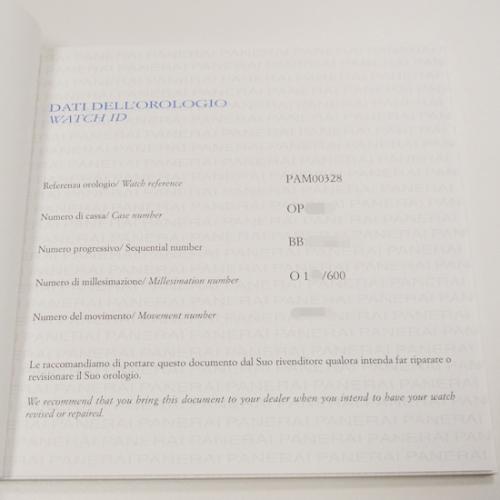 DATI DELL'OROLOGIO
WATCH ID
Referenza orologio/ Watch reference PAM00328
Numero di cassa/ Case number OP
Numero progressivo/ Sequential number BB
Numero di millesimazione/ Millesimation number O 1 /600
Numero del movimento/ Movement number
Le raccomandiamo di portare questo documento dal Suo rivenditore qualora intenda far riparare o
revisionare il Suo orologio.
We recommend that you bring this document to your dealer when you intend to have your watch
revised or repaired.